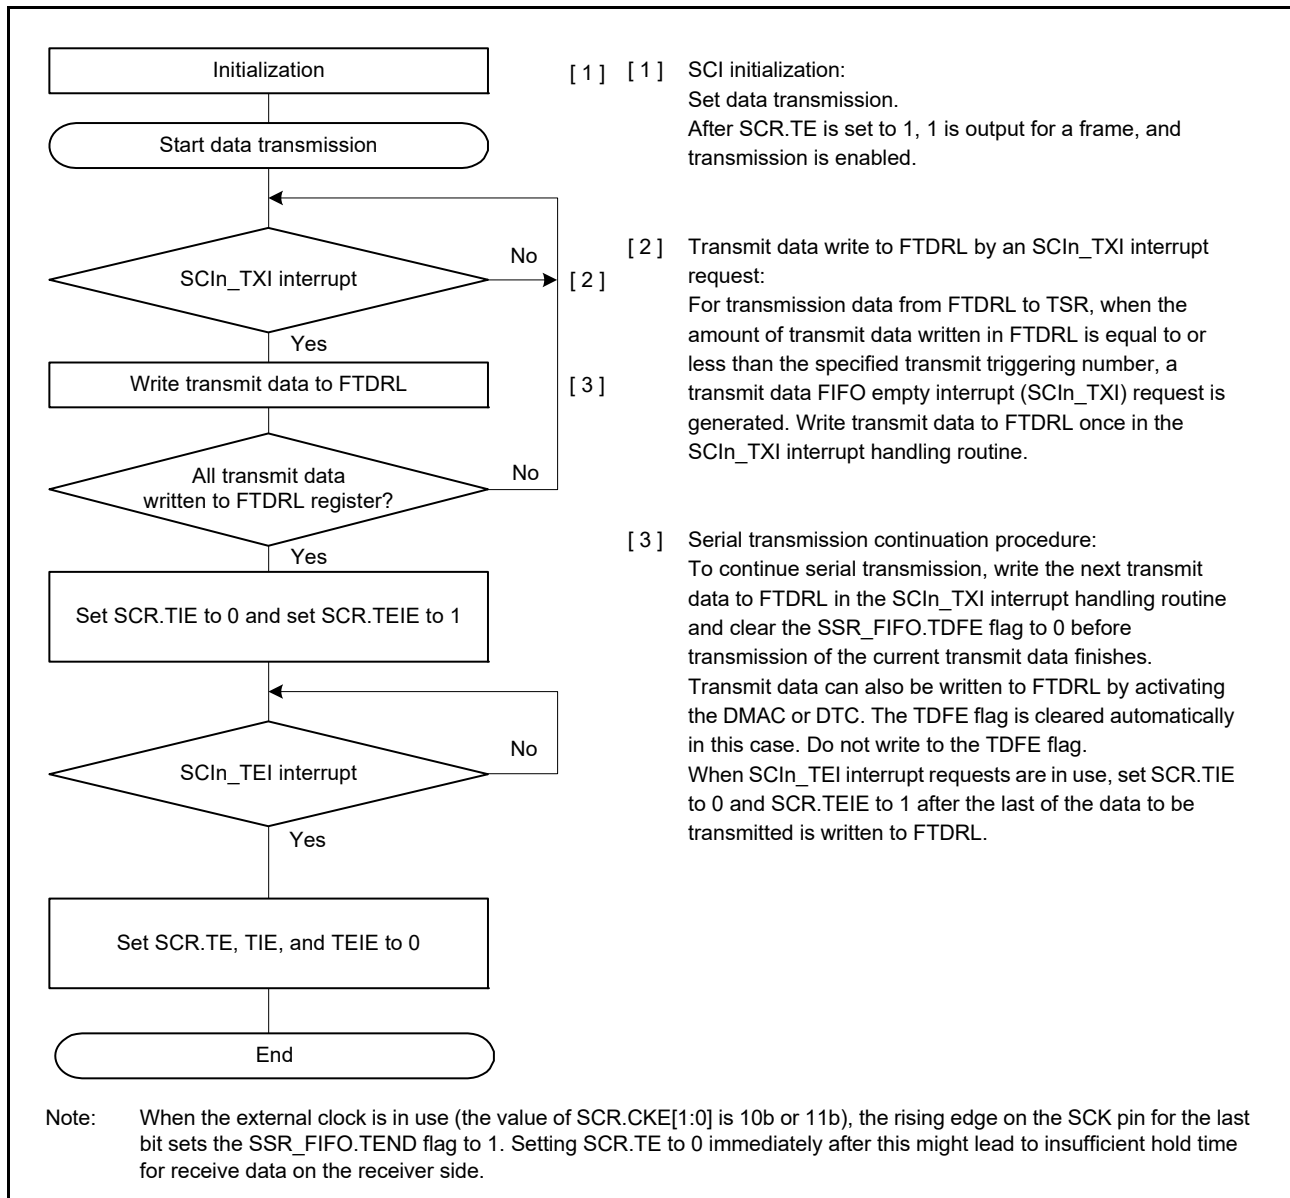 Initialization
[ 1 ]
Start data transmission
SCIn_TXI interrupt
No
[ 2 ]
Yes
Write transmit data to FTDRL
[ 3 ]
All transmit data
written to FTDRL register?
No
Yes
Set SCR.TIE to 0 and set SCR.TEIE to 1
SCIn_TEI interrupt
No
Yes
Set SCR.TE, TIE, and TEIE to 0
End
[ 1 ] SCI initialization:
Set data transmission.
After SCR.TE is set to 1, 1 is output for a frame, and
transmission is enabled.
[ 2 ] Transmit data write to FTDRL by an SCIn_TXI interrupt
request:
For transmission data from FTDRL to TSR, when the
amount of transmit data written in FTDRL is equal to or
less than the specified transmit triggering number, a
transmit data FIFO empty interrupt (SCIn_TXI) request is
generated. Write transmit data to FTDRL once in the
SCIn_TXI interrupt handling routine.
[ 3 ] Serial transmission continuation procedure:
To continue serial transmission, write the next transmit
data to FTDRL in the SCIn_TXI interrupt handling routine
and clear the SSR_FIFO.TDFE flag to 0 before
transmission of the current transmit data finishes.
Transmit data can also be written to FTDRL by activating
the DMAC or DTC. The TDFE flag is cleared automatically
in this case. Do not write to the TDFE flag.
When SCIn_TEI interrupt requests are in use, set SCR.TIE
to 0 and SCR.TEIE to 1 after the last of the data to be
transmitted is written to FTDRL.
Note: When the external clock is in use (the value of SCR.CKE[1:0] is 10b or 11b), the rising edge on the SCK pin for the last
bit sets the SSR_FIFO.TEND flag to 1. Setting SCR.TE to 0 immediately after this might lead to insufficient hold time
for receive data on the receiver side.